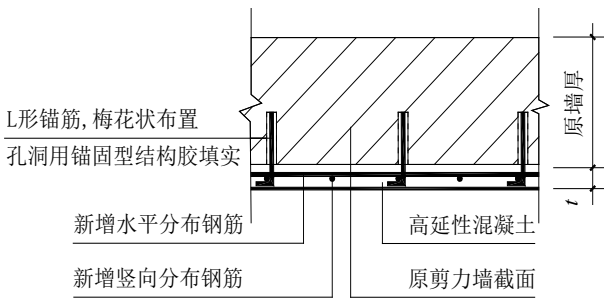 L形锚筋, 梅花状布置
孔洞用锚固型结构胶填实
原墙厚
t
新增水平分布钢筋
高延性混凝土
新增竖向分布钢筋
原剪力墙截面